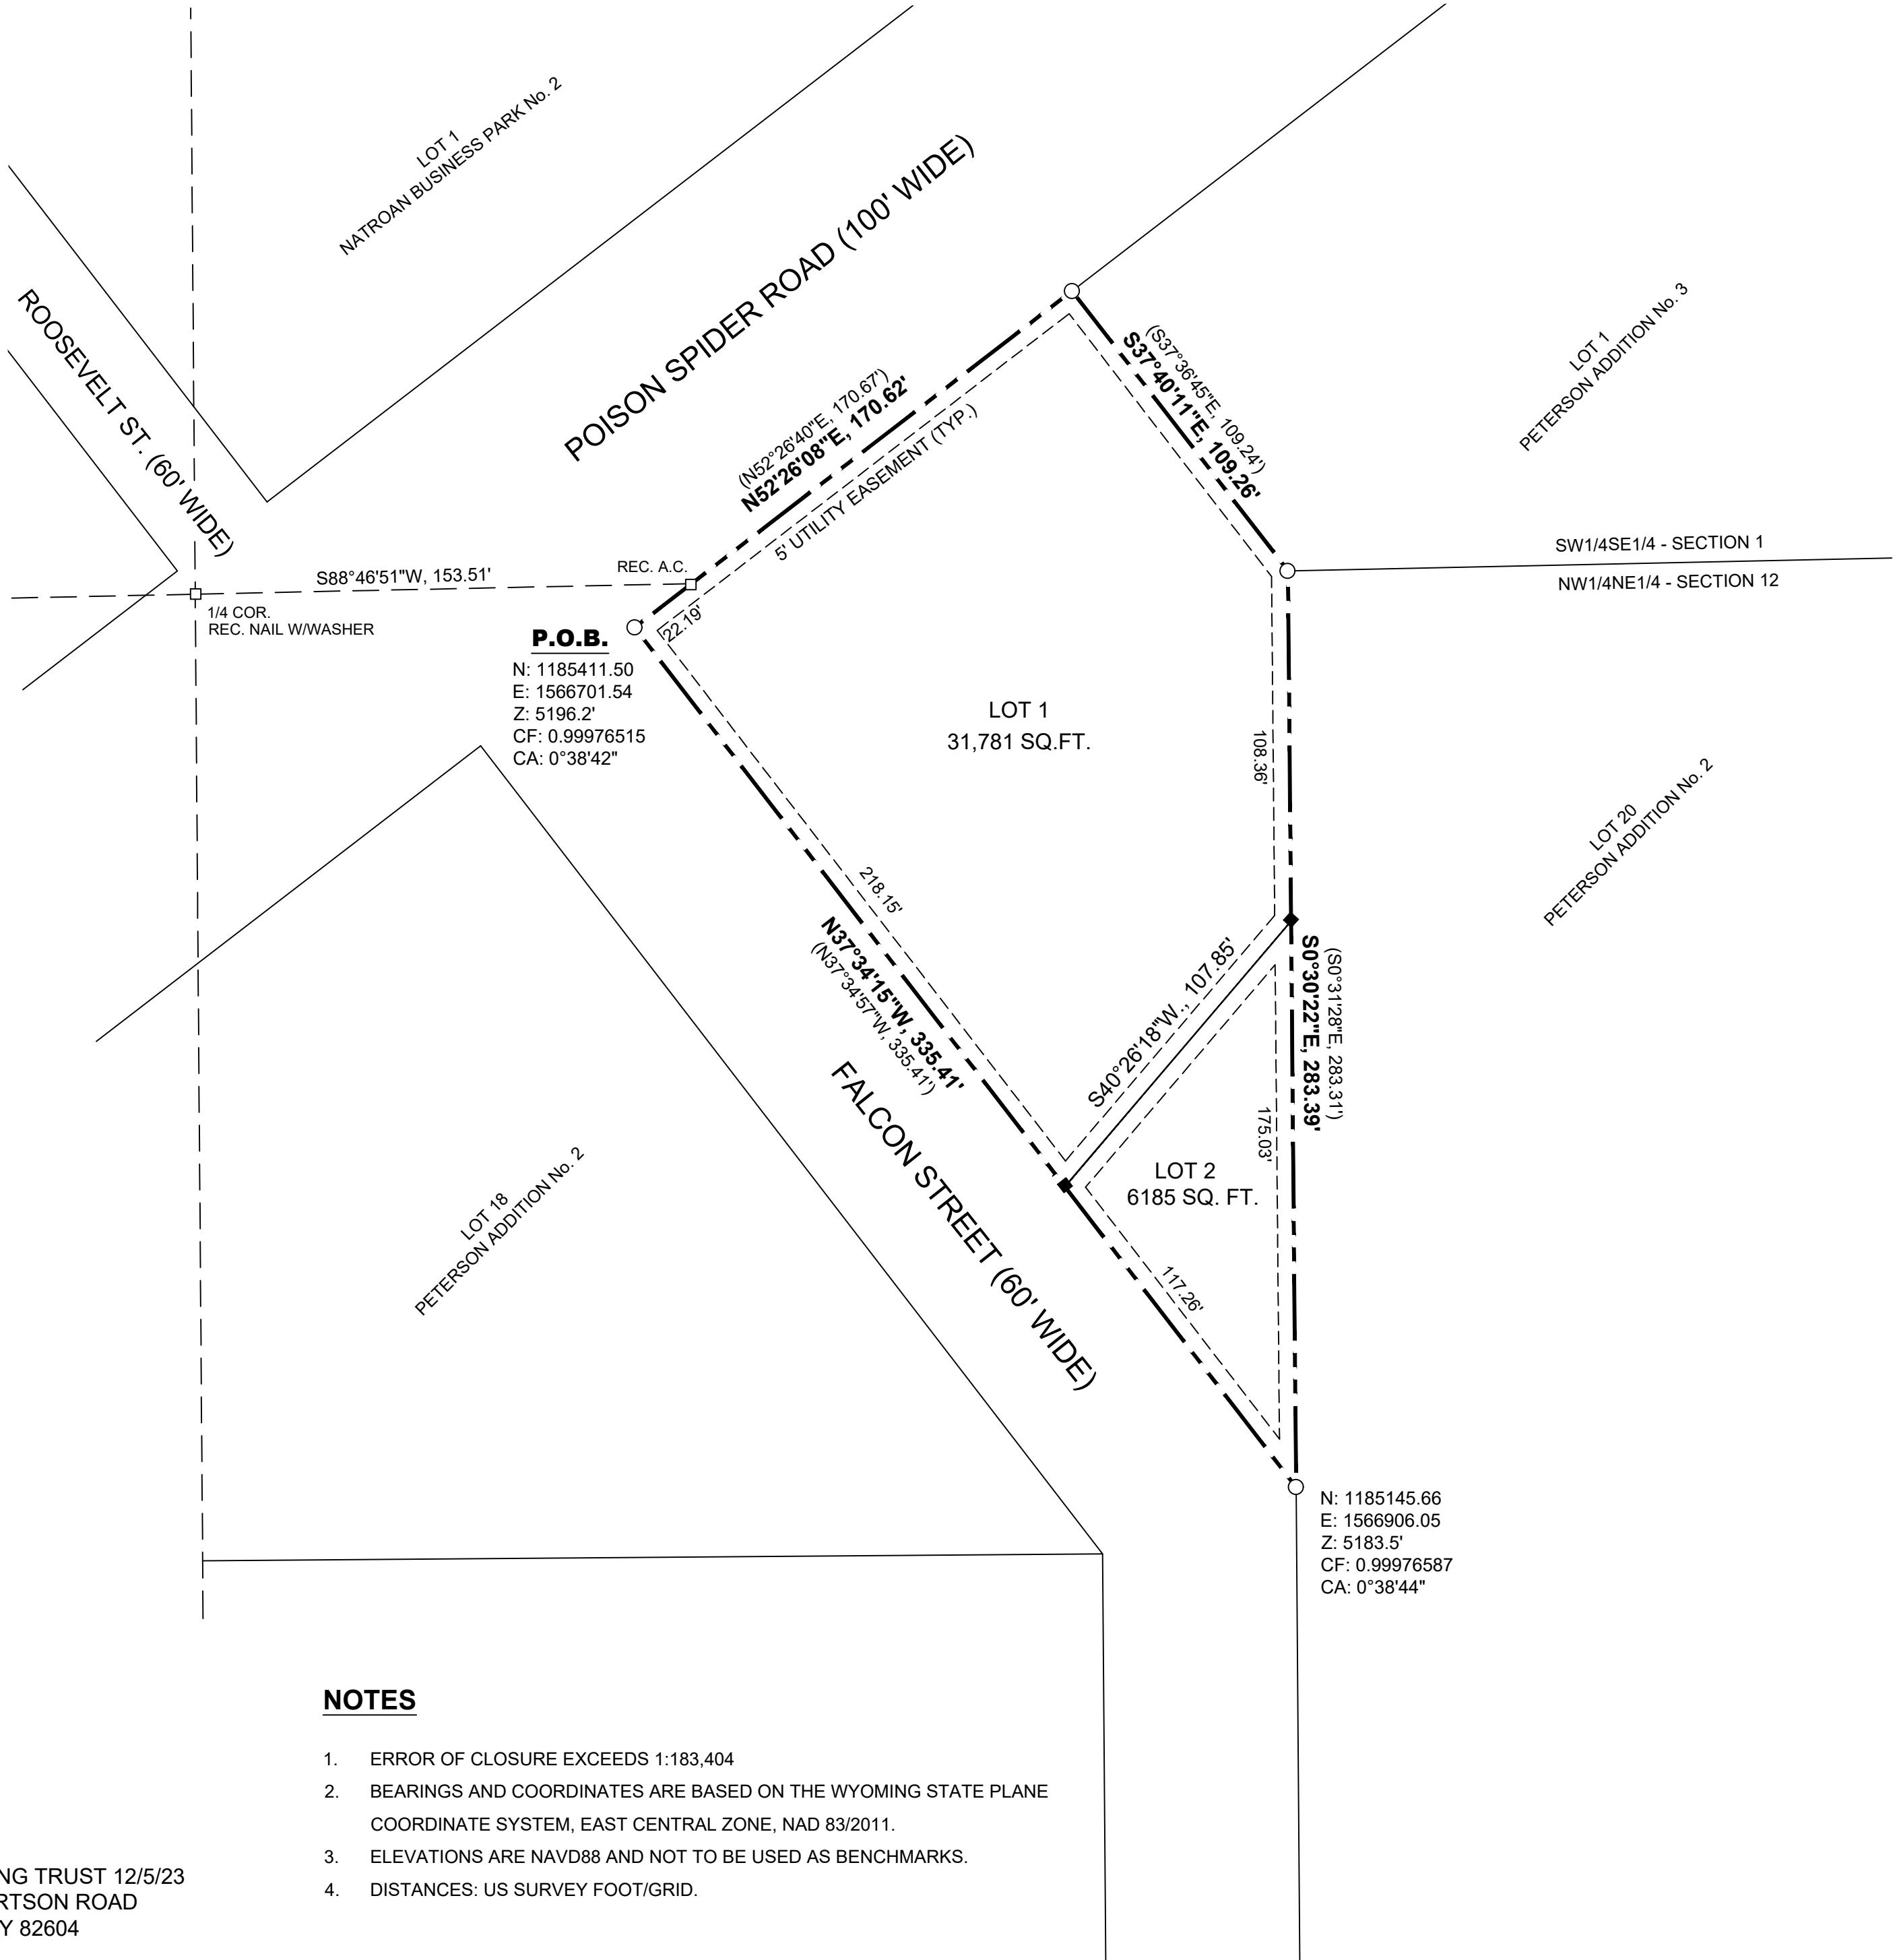 LOT 1
NATROAN BUSINESS PARK No. 2
ROOSEVELT ST. (60' WIDE)
POISON SPIDER ROAD (100' WIDE)
LOT 1
PETERSON ADDITION No. 3
(S37°36'45"E, 109.24')
S37°40'11"E, 109.26'
(N52°26'40"E, 170.67')
N52°26'08"E, 170.62'
5' UTILITY EASEMENT (TYP.)
SW1/4SE1/4 - SECTION 1
NW1/4NE1/4 - SECTION 12
S88°46'51"W, 153.51'
REC. A.C.
1/4 COR.
REC. NAIL W/WASHER
22.19'
P.O.B.
N: 1185411.50
E: 1566701.54
Z: 5196.2'
CF: 0.99976515
CA: 0°38'42"
LOT 1
31,781 SQ.FT.
108.36'
LOT 20
PETERSON ADDITION No. 2
218.15'
N37°34'15"W, 335.41'
(N37°34'57"W, 335.41')
S40°26'18"W., 107.85'
(S0°31'28"E, 283.31')
S0°30'22"E, 283.39'
175.03'
LOT 2
6185 SQ. FT.
117.26'
FALCON STREET (60' WIDE)
LOT 18
PETERSON ADDITION No. 2
N: 1185145.66
E: 1566906.05
Z: 5183.5'
CF: 0.99976587
CA: 0°38'44"
NOTES
1. ERROR OF CLOSURE EXCEEDS 1:183,404
2. BEARINGS AND COORDINATES ARE BASED ON THE WYOMING STATE PLANE
COORDINATE SYSTEM, EAST CENTRAL ZONE, NAD 83/2011.
3. ELEVATIONS ARE NAVD88 AND NOT TO BE USED AS BENCHMARKS.
4. DISTANCES: US SURVEY FOOT/GRID.
NG TRUST 12/5/23
RTSON ROAD
Y 82604